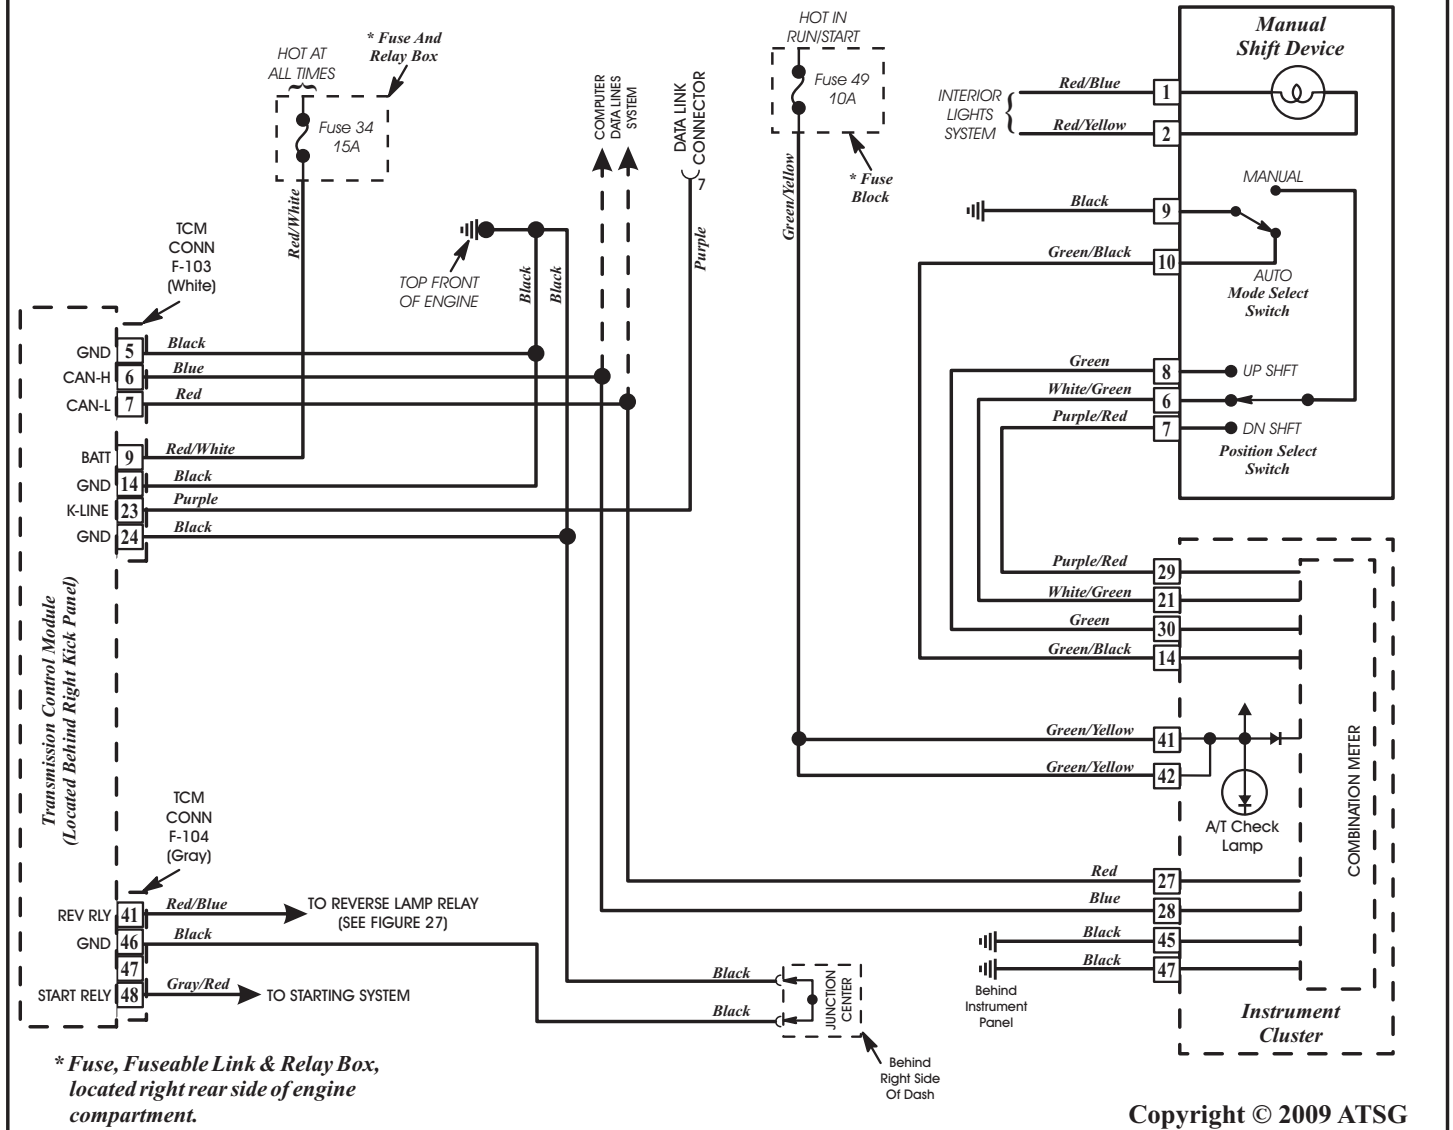 HOT AT
ALL TIMES
* Fuse And
Relay Box
Fuse 34
15A
Red/White
COMPUTER
DATA LINES
SYSTEM
DATA LINK
CONNECTOR
7
Purple
HOT IN
RUN/START
Fuse 49
10A
* Fuse
Block
Green/Yellow
TOP FRONT
OF ENGINE
Black
Black
TCM
CONN
F-103
(White)
GND 5 Black
CAN-H 6 Blue
CAN-L 7 Red
BATT 9 Red/White
GND 14 Black
K-LINE 23 Purple
GND 24 Black
Transmission Control Module
(Located Behind Right Kick Panel)
TCM
CONN
F-104
(Gray)
REV RLY 41 Red/Blue
TO REVERSE LAMP RELAY
(SEE FIGURE 27)
GND 46 Black
47
START RELY 48 Gray/Red
TO STARTING SYSTEM
Manual
Shift Device
INTERIOR
LIGHTS
SYSTEM
Red/Blue 1
Red/Yellow 2
MANUAL
Black 9
Green/Black 10
AUTO
Mode Select
Switch
Green 8 UP SHFT
White/Green 6
Purple/Red 7 DN SHFT
Position Select
Switch
Purple/Red 29
White/Green 21
Green 30
Green/Black 14
Green/Yellow 41
Green/Yellow 42
A/T Check
Lamp
COMBINATION METER
Red 27
Blue 28
Black 45
Black 47
Behind
Instrument
Panel
Instrument
Cluster
Black
Black
JUNCTION
CENTER
Behind
Right Side
Of Dash
* Fuse, Fuseable Link & Relay Box,
located right rear side of engine
compartment.
Copyright © 2009 ATSG